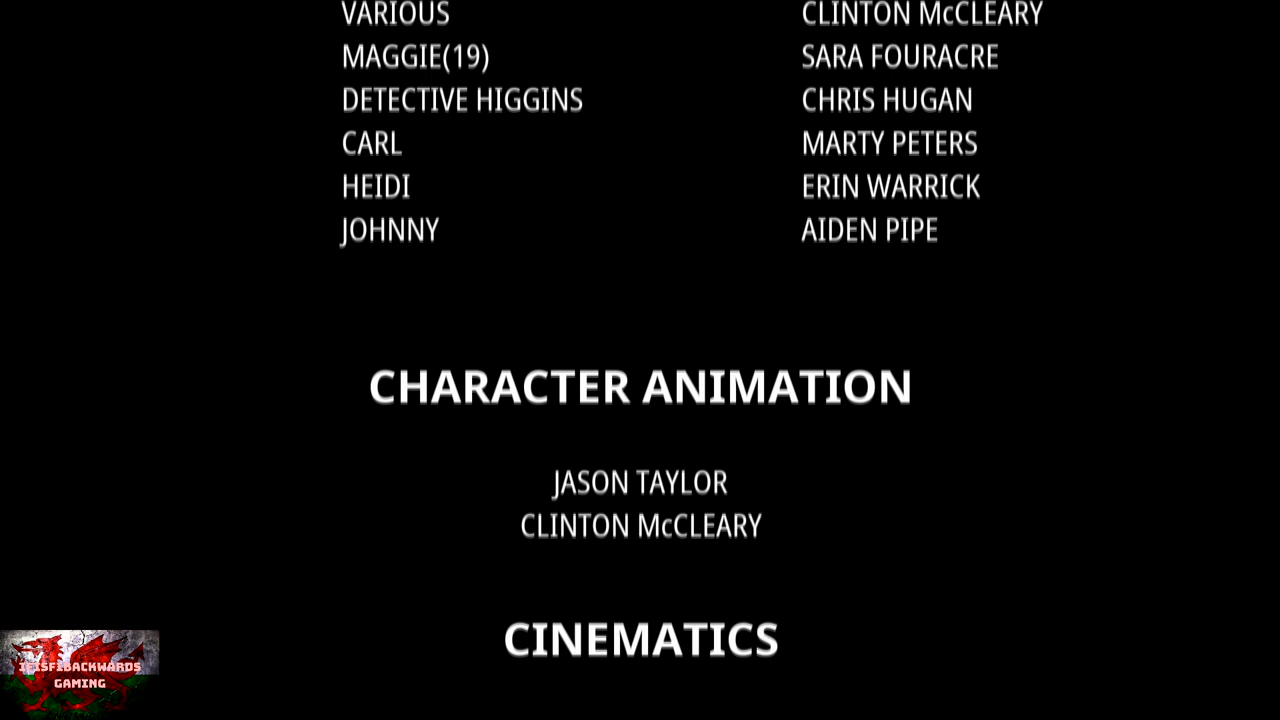 VARIOUS CLINTON McCLEARY
MAGGIE(19) SARA FOURACRE
DETECTIVE HIGGINS CHRIS HUGAN
CARL MARTY PETERS
HEIDI ERIN WARRICK
JOHNNY AIDEN PIPE
CHARACTER ANIMATION
JASON TAYLOR
CLINTON McCLEARY
CINEMATICS
IFISFIBACKWARDS
GAMING